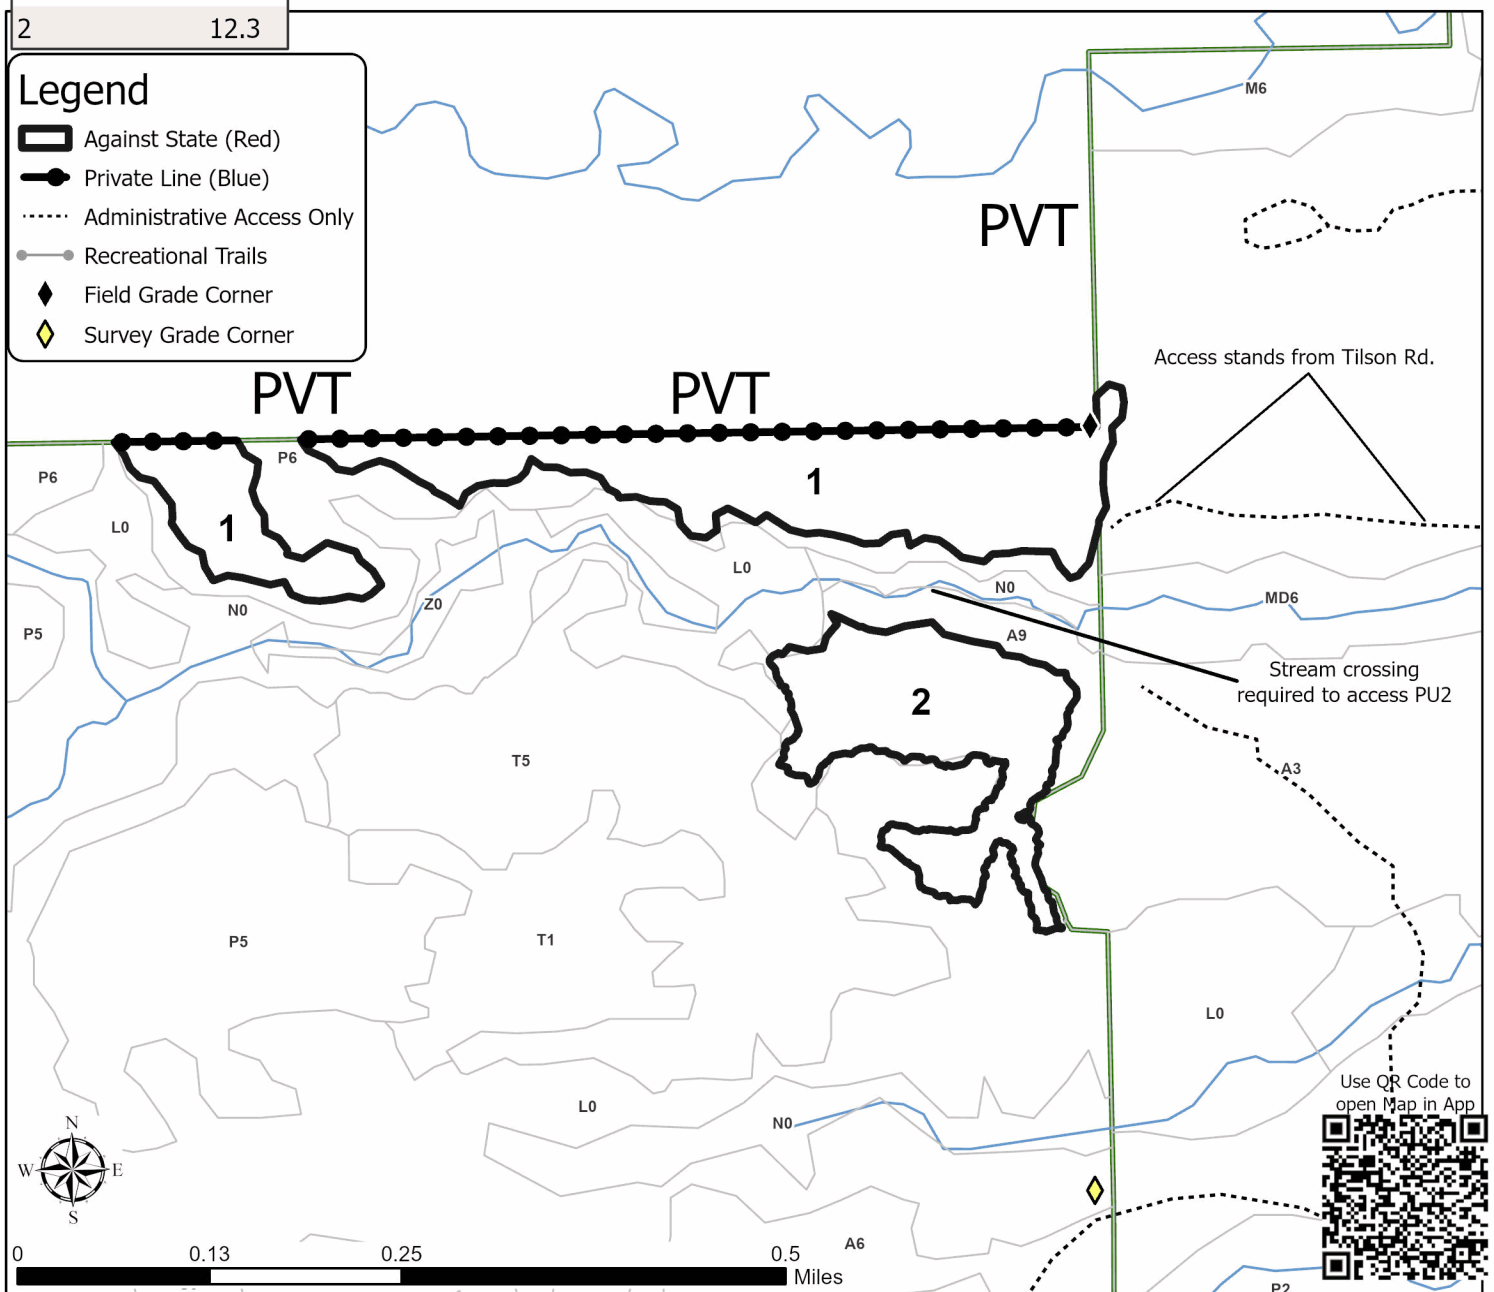 2 12.3
Legend
Against State (Red)
Private Line (Blue)
Administrative Access Only
Recreational Trails
Field Grade Corner
Survey Grade Corner
M6
PVT
Access stands from Tilson Rd.
PVT
PVT
P6
P6
1
L0
1
L0
N0
MD6
N0
Z0
P5
A9
Stream crossing
required to access PU2
2
T5
A3
P5
T1
L0
Use QR Code to
open Map in App
L0
N0
N
W E
S
A6
0 0.13 0.25 0.5
Miles
P2